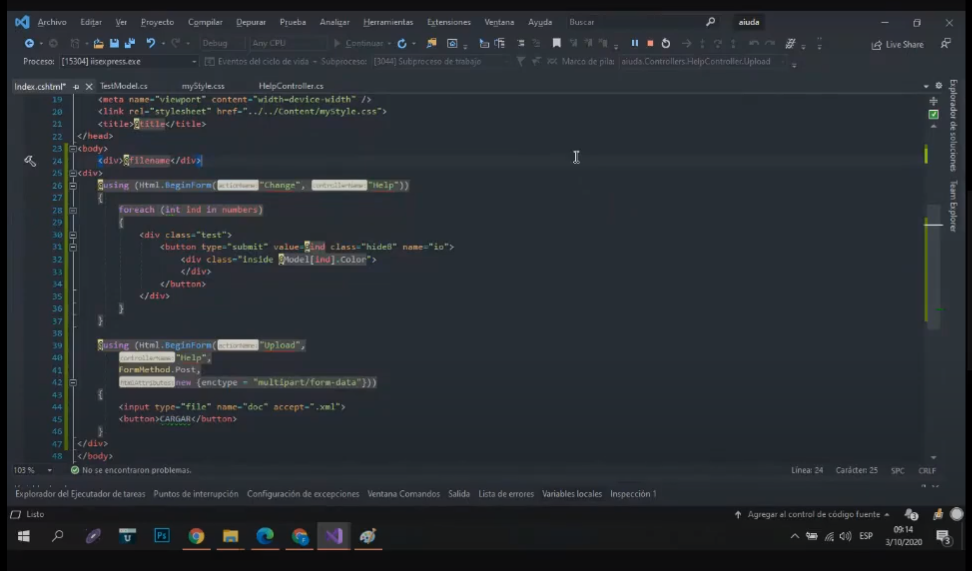 Archivo Editar Ver Proyecto Compilar Depurar Prueba Analizar Herramientas Extensiones Ventana Ayuda Buscar aiuda
Debug Any CPU Continuar Live Share
Proceso: [15304] iisexpress.exe Eventos del ciclo de vida Subproceso: [3044] Subproceso de trabajo Marco de pila: aiuda.Controllers.HelpController.Upload
Index.cshtml* TestModel.cs myStyle.css HelpController.cs
19 <meta name="viewport" content="width=device-width" />
20 <link rel="stylesheet" href="../../Content/myStyle.css">
21 <title>@title</title>
22 </head>
23 <body>
24 <div>@filename</div>
25 <div>
26 @using (Html.BeginForm(actionName:"Change", controllerName:"Help"))
27 {
28 foreach (int ind in numbers)
29 {
30 <div class="test">
31 <button type="submit" value=@ind class="hide0" name="io">
32 <div class="inside @Model[ind].Color">
33 </div>
34 </button>
35 </div>
36 }
37 }
38
39 @using (Html.BeginForm(actionName:"Upload",
40 controllerName:"Help",
41 FormMethod.Post,
42 htmlAttributes:new {enctype = "multipart/form-data"}))
43 {
44 <input type="file" name="doc" accept=".xml">
45 <button>CARGAR</button>
46 }
47 </div>
48 </body>
Explorador de soluciones
Team Explorer
103 % No se encontraron problemas. Línea: 24 Carácter: 25 SPC CRLF
Explorador del Ejecutador de tareas Puntos de interrupción Configuración de excepciones Ventana Comandos Salida Lista de errores Variables locales Inspección 1
Listo Agregar al control de código fuente 3
Ps ESP 09:14
3/10/2020 3